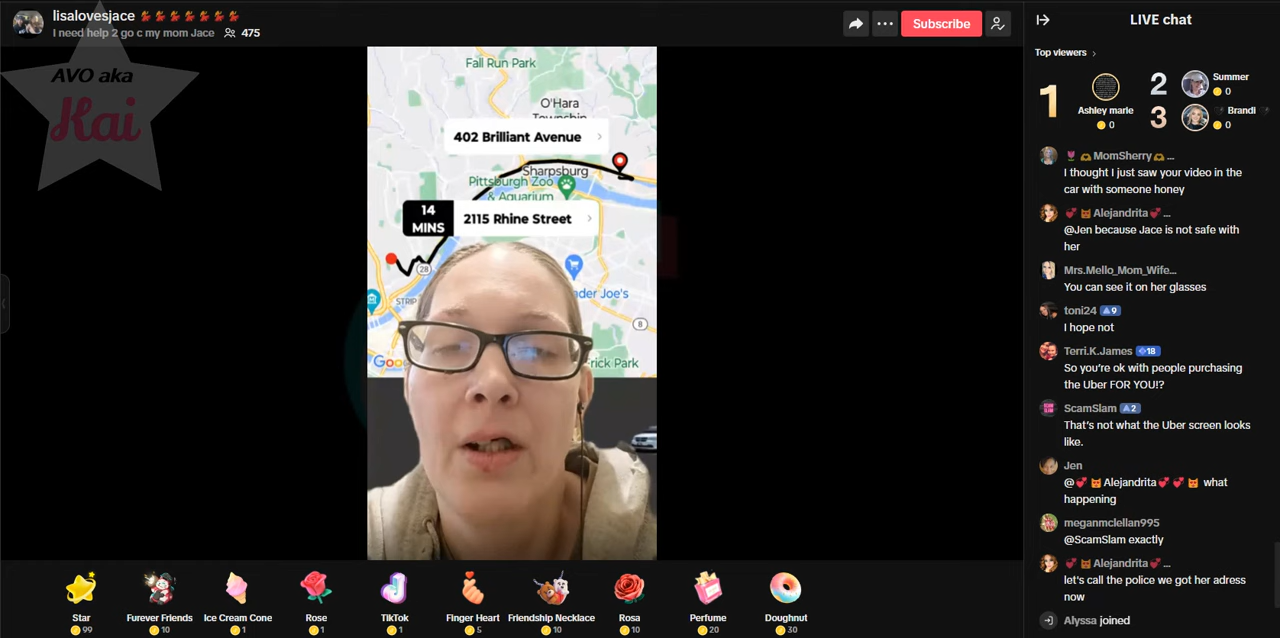 lisalovesjace
I need help 2 go c my mom Jace 475
Subscribe
AVO aka
Kai
Fall Run Park
O'Hara
Township
402 Brilliant Avenue
Sharpsburg
Pittsburgh Zoo
& Aquarium
14
MINS
2115 Rhine Street
28
STRIP
der Joe's
8
Goo
rick Park
Star
99
Furever Friends
10
Ice Cream Cone
1
Rose
1
TikTok
1
Finger Heart
5
Friendship Necklace
10
Rosa
10
Perfume
20
Doughnut
30
LIVE chat
Top viewers
1
Ashley marie
0
2
Summer
0
3
Brandi
0
MomSherry ...
I thought I just saw your video in the
car with someone honey
Alejandrita ...
@Jen because Jace is not safe with
her
Mrs.Mello_Mom_Wife...
You can see it on her glasses
toni24 9
I hope not
Terri.K.James 18
So you're ok with people purchasing
the Uber FOR YOU!?
ScamSlam 2
That's not what the Uber screen looks
like.
Jen
@Alejandrita what
happening
meganmclellan995
@ScamSlam exactly
Alejandrita ...
let's call the police we got her adress
now
Alyssa joined